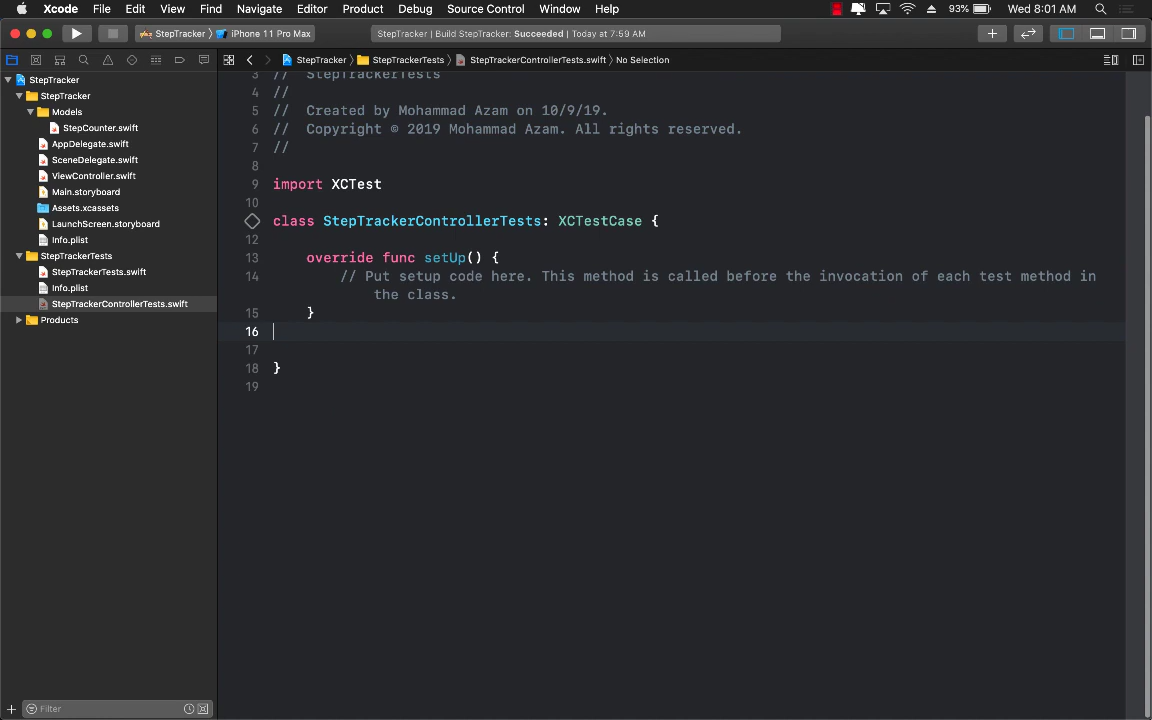 Xcode File Edit View Find Navigate Editor Product Debug Source Control Window Help 93% Wed 8:01 AM
StepTracker iPhone 11 Pro Max StepTracker | Build StepTracker: Succeeded | Today at 7:59 AM
StepTracker StepTrackerTests StepTrackerControllerTests.swift No Selection
StepTracker
StepTracker
Models
StepCounter.swift
AppDelegate.swift
SceneDelegate.swift
ViewController.swift
Main.storyboard
Assets.xcassets
LaunchScreen.storyboard
Info.plist
StepTrackerTests
StepTrackerTests.swift
Info.plist
StepTrackerControllerTests.swift
Products
Filter
3 // StepTrackerTests
4 //
5 // Created by Mohammad Azam on 10/9/19.
6 // Copyright © 2019 Mohammad Azam. All rights reserved.
7 //
8
9 import XCTest
10
class StepTrackerControllerTests: XCTestCase {
12
13 override func setUp() {
14 // Put setup code here. This method is called before the invocation of each test method in
the class.
15 }
16
17
18 }
19